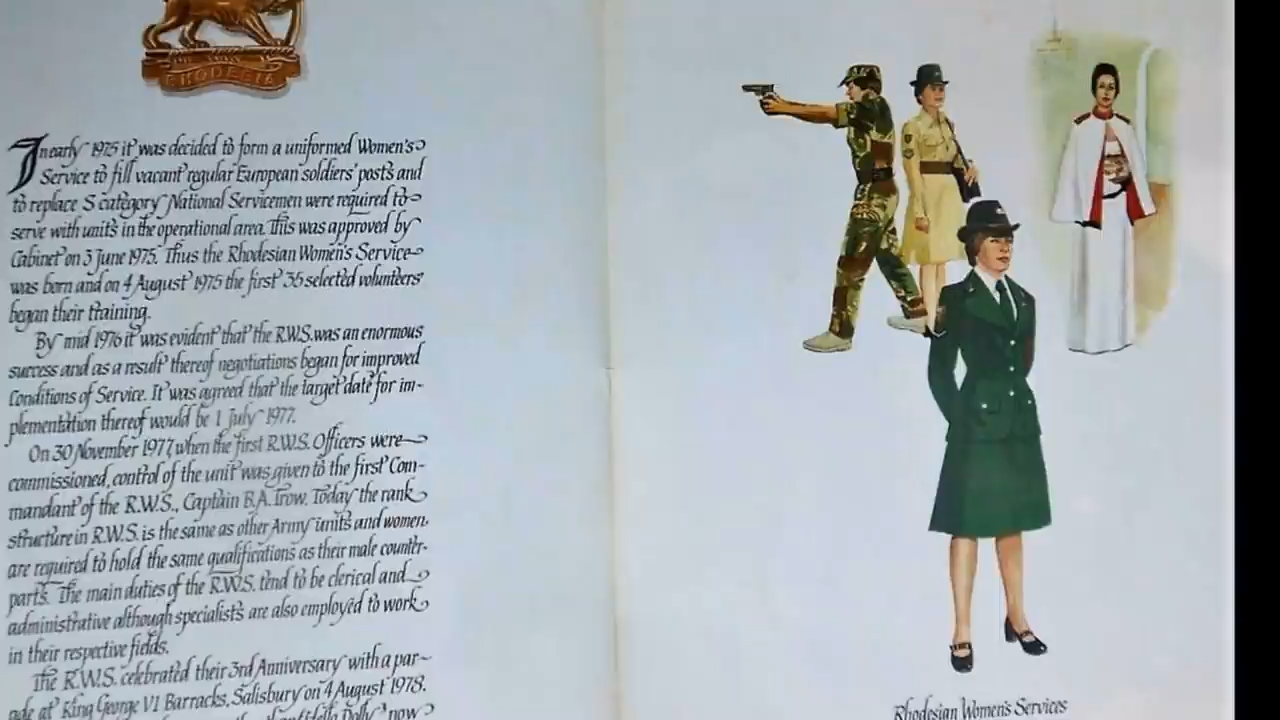 RHODESIA
In early 1975 it was decided to form a uniformed Women's
Service to fill vacant regular European soldiers' posts and
to replace S category National Servicemen were required to
serve with units in the operational area. This was approved by
Cabinet on 3 June 1975. Thus the Rhodesian Women's Service
was born and on 4 August 1975 the first 35 selected volunteers
began their training.
By mid 1976 it was evident that the R.W.S. was an enormous
success and as a result thereof negotiations began for improved
Conditions of Service. It was agreed that the target date for im-
plementation thereof would be 1 July 1977.
On 30 November 1977, when the first R.W.S. Officers were
commissioned, control of the unit was given to the first Com-
mandant of the R.W.S., Captain B.A. Trow. Today the rank
structure in R.W.S. is the same as other Army units and women
are required to hold the same qualifications as their male counter-
parts. The main duties of the R.W.S. tend to be clerical and
administrative although specialists are also employed to work
in their respective fields.
The R.W.S. celebrated their 3rd Anniversary with a par-
ade at King George VI Barracks, Salisbury on 4 August 1978.
Hello Dolly' now
Rhodesian Women's Services